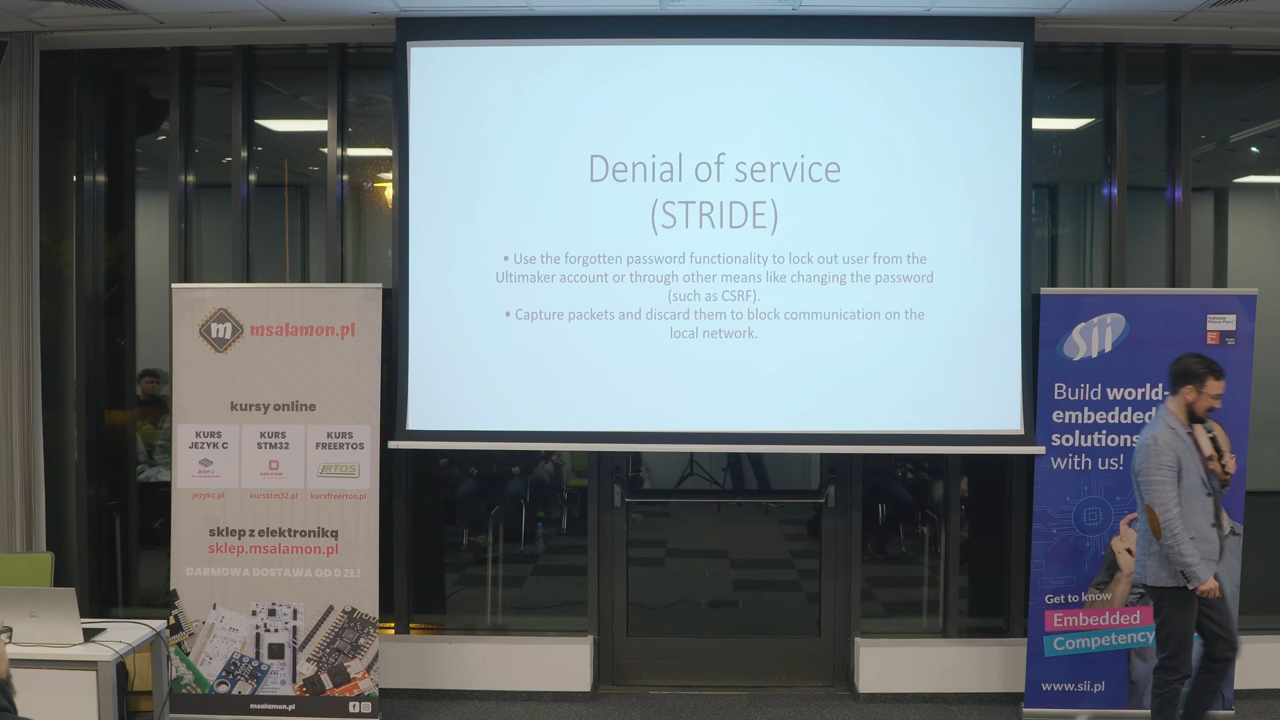 Denial of service
(STRIDE)
• Use the forgotten password functionality to lock out user from the
Ultimaker account or through other means like changing the password
(such as CSRF).
• Capture packets and discard them to block communication on the
local network.
m msalamon.pl
kursy online
KURS
JEZYK C
KURS
STM32
KURS
FREERTOS
RTOS
jezykc.pl
kursstm32.pl
kursfreertos.pl
sklep z elektroniką
sklep.msalamon.pl
DARMOWA DOSTAWA OD 0 ZŁ!
msalamon.pl
sii
Build world-
embedded
solutions
with us!
Get to know
Embedded
Competency
www.sii.pl